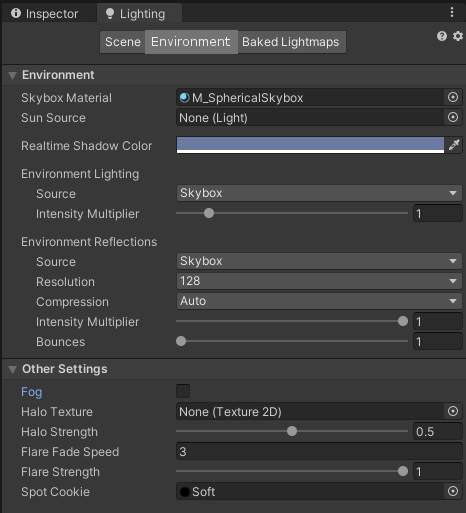 Inspector Lighting
Scene Environment Baked Lightmaps
Environment
Skybox Material M_SphericalSkybox
Sun Source None (Light)
Realtime Shadow Color
Environment Lighting
Source Skybox
Intensity Multiplier 1
Environment Reflections
Source Skybox
Resolution 128
Compression Auto
Intensity Multiplier 1
Bounces 1
Other Settings
Fog
Halo Texture None (Texture 2D)
Halo Strength 0.5
Flare Fade Speed 3
Flare Strength 1
Spot Cookie Soft